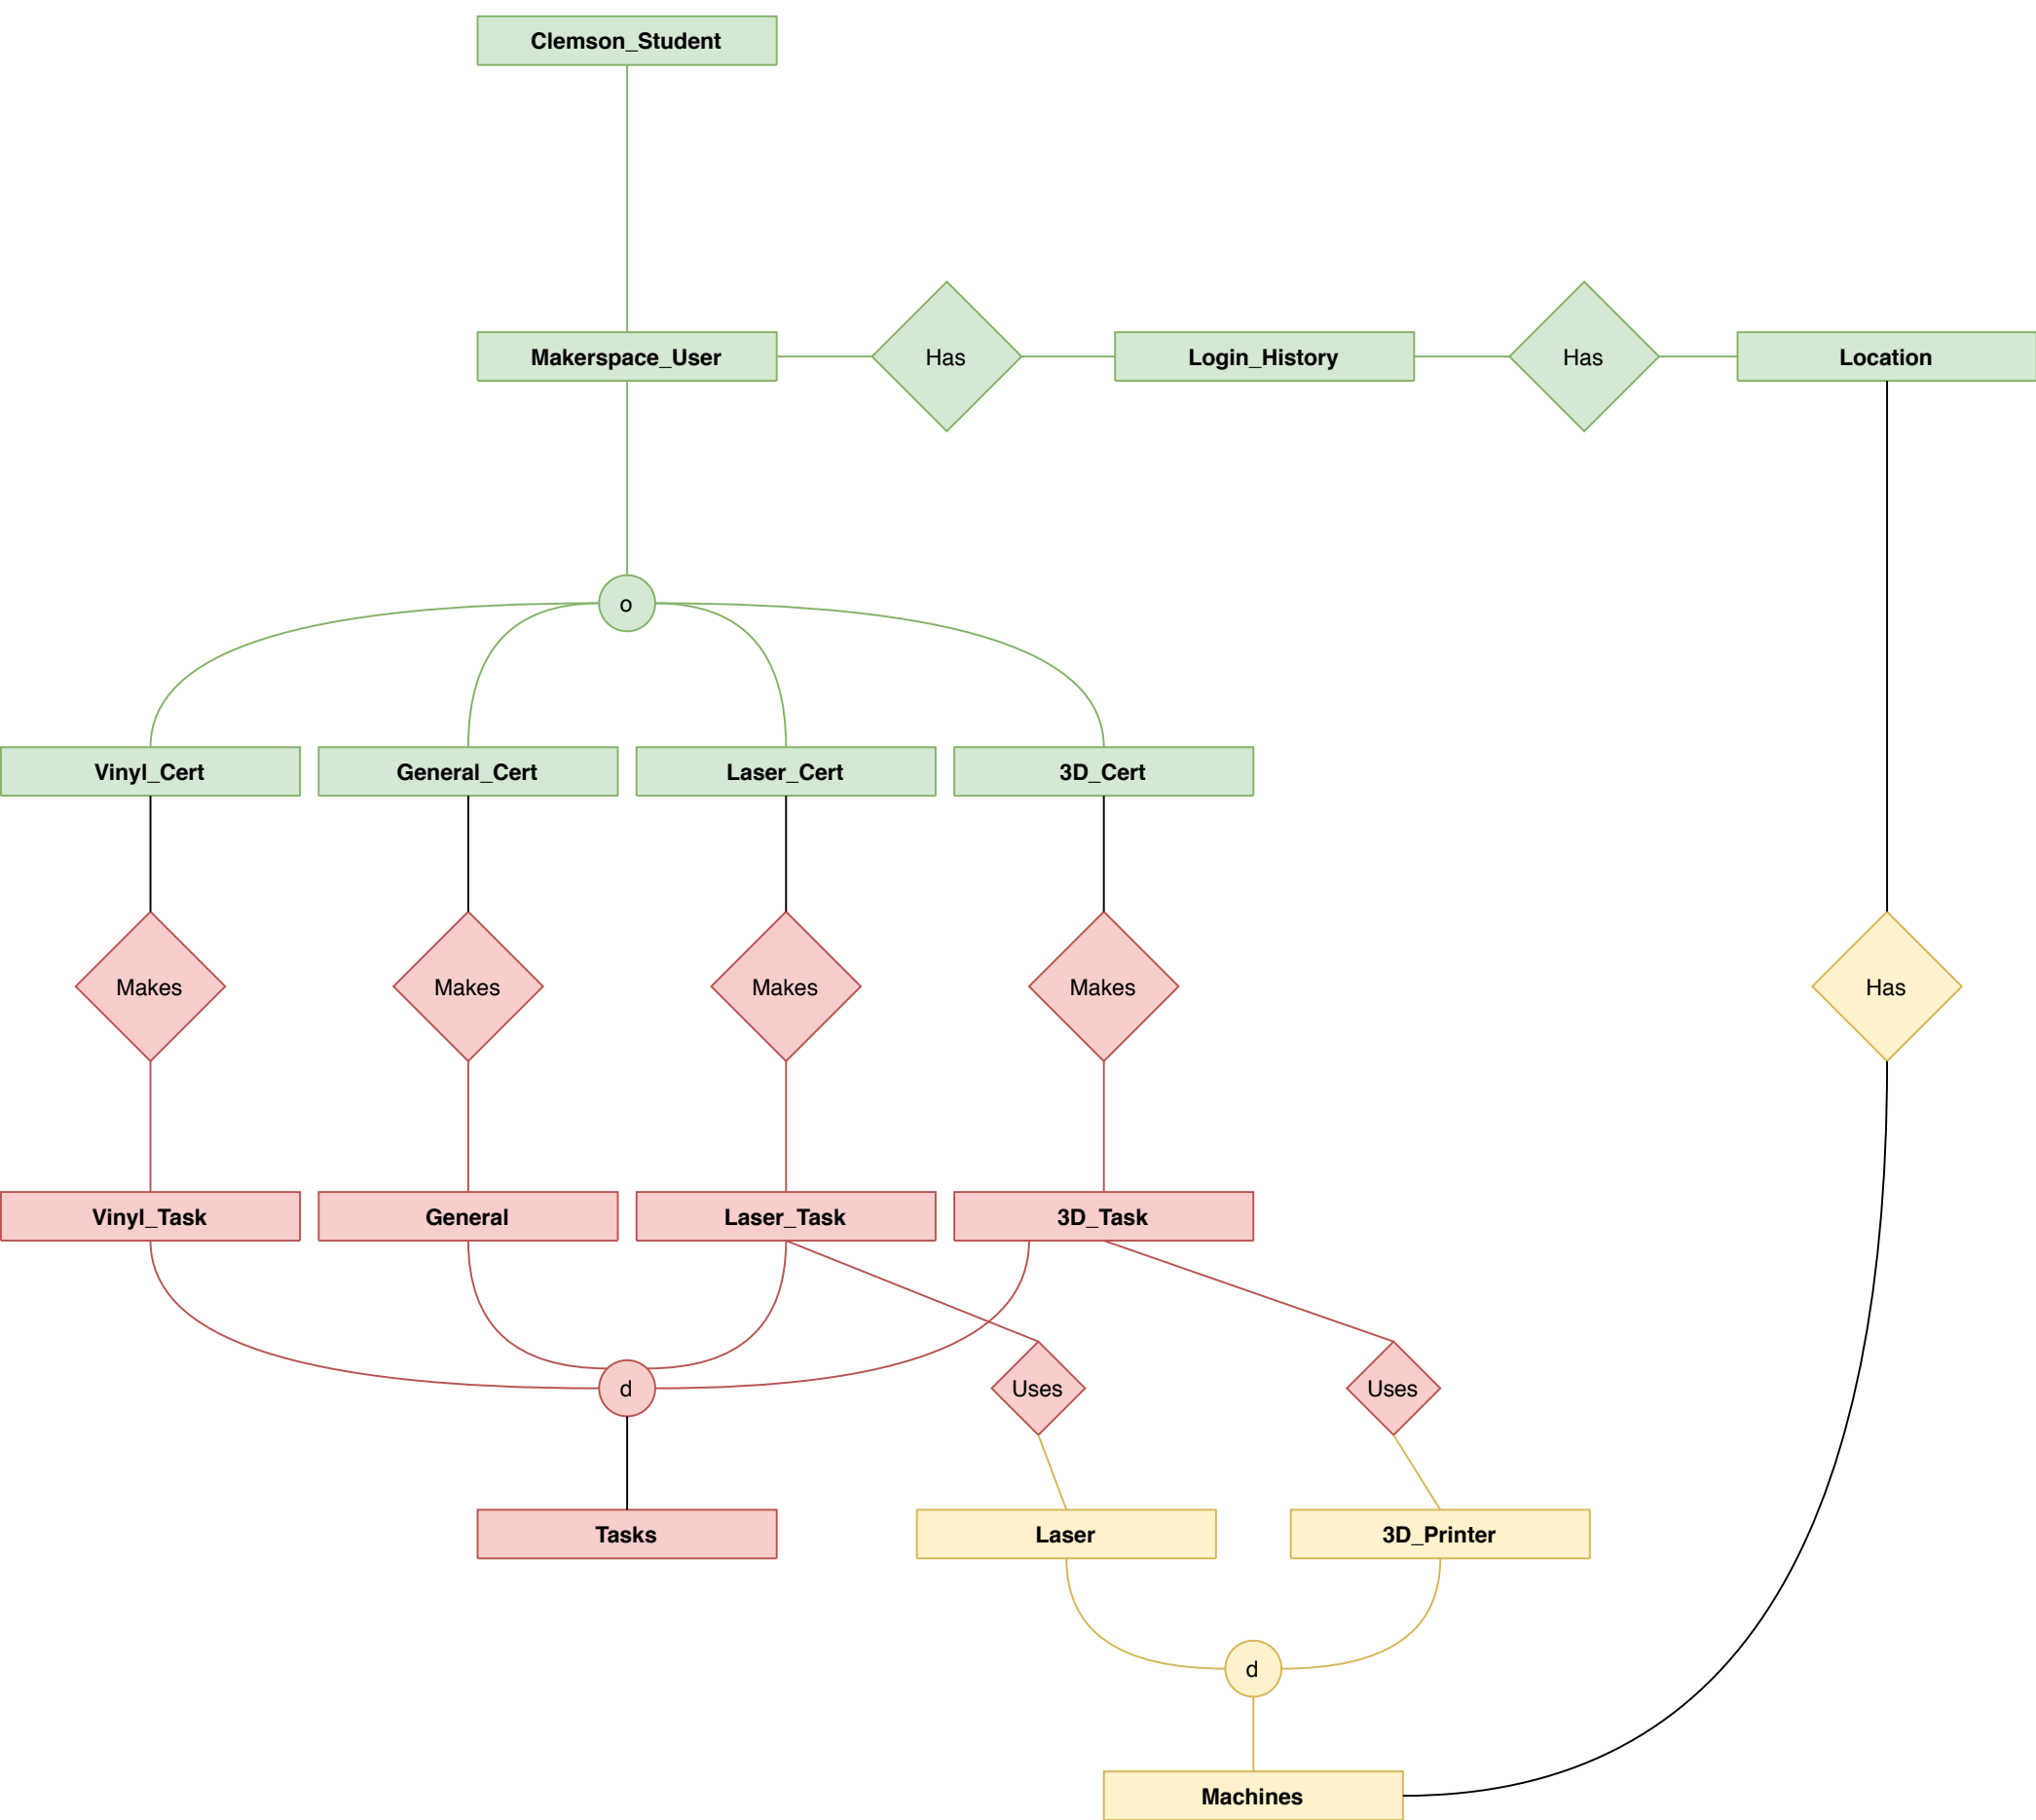 Clemson_Student
Makerspace_User
Has
Login_History
Has
Location
o
Vinyl_Cert
General_Cert
Laser_Cert
3D_Cert
Makes
Makes
Makes
Makes
Has
Vinyl_Task
General
Laser_Task
3D_Task
d
Uses
Uses
Tasks
Laser
3D_Printer
d
Machines